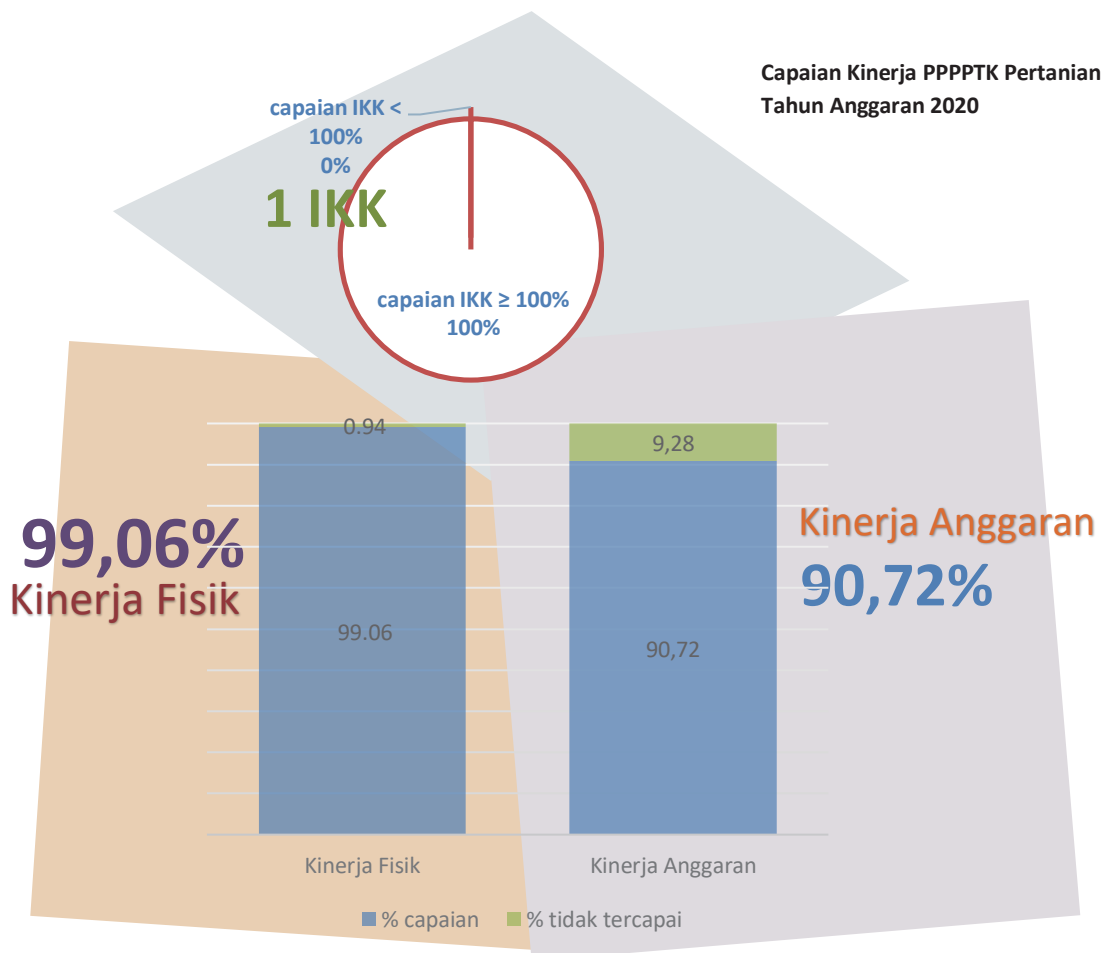 Capaian Kinerja PPPPTK Pertanian
Tahun Anggaran 2020
capaian IKK <
100%
0%
1 IKK
capaian IKK ≥ 100%
100%
0.94
9,28
99,06%
Kinerja Fisik
Kinerja Anggaran
90,72%
99.06
90,72
Kinerja Fisik
Kinerja Anggaran
% capaian
% tidak tercapai